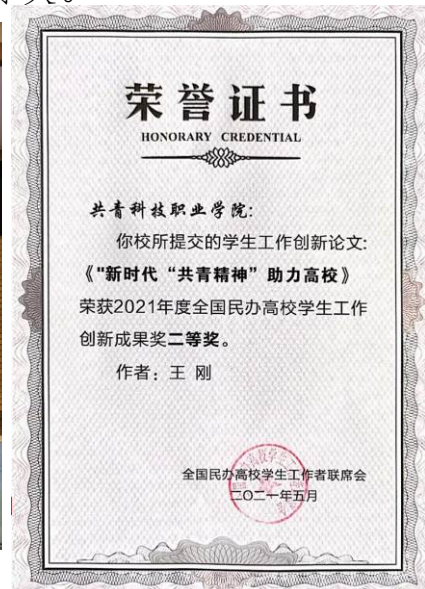 荣誉证书
HONORARY CREDENTIAL
共青科技职业学院:
你校所提交的学生工作创新论文:
《"新时代“共青精神”助力高校》
荣获2021年度全国民办高校学生工作
创新成果奖二等奖。
作者：王 刚
全国民办高校学生工作者联席会
二〇二一年五月